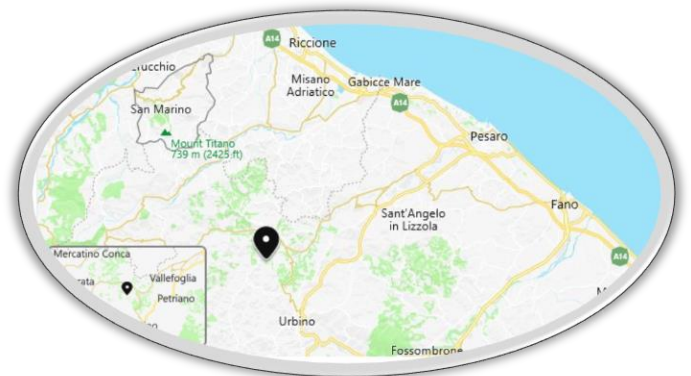 A14
Riccione
Misano
Adriatico
Gabicce Mare
A14
San Marino
Mount Titano
739 m (2425 ft)
Pesaro
Sant'Angelo
in Lizzola
Fano
A14
Mercatino Conca
Vallefoglia
Petriano
Urbino
Fossombrone